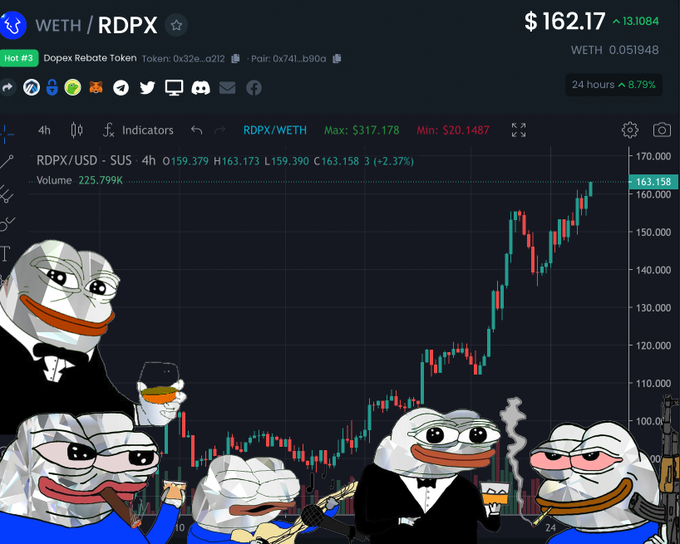 WETH / RDPX
$ 162.17 13.1084
WETH 0.051948
Hot #3 Dopex Rebate Token Token: 0x32e...a212 · Pair: 0x741...b90a
24 hours 8.79%
4h Indicators RDPX/WETH Max: $317.178 Min: $20.1487
RDPX/USD - SUS · 4h O159.379 H163.173 L159.390 C163.158 3 (+2.37%)
Volume 225.799K
170.000
163.158
160.000
150.000
140.000
130.000
120.000
110.000
100.0
10
24